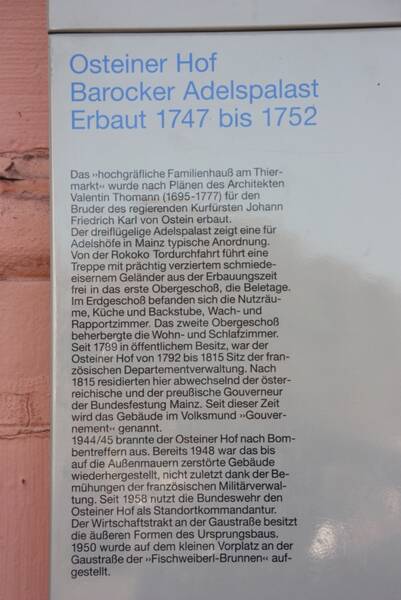 Osteiner Hof
Barocker Adelspalast
Erbaut 1747 bis 1752
Das »hochgräfliche Familienhauß am Thier-
markt« wurde nach Plänen des Architekten
Valentin Thomann (1695-1777) für den
Bruder des regierenden Kurfürsten Johann
Friedrich Karl von Ostein erbaut.
Der dreiflügelige Adelspalast zeigt eine für
Adelshöfe in Mainz typische Anordnung.
Von der Rokoko Tordurchfahrt führt eine
Treppe mit prächtig verziertem schmiede-
eisernem Geländer aus der Erbauungszeit
frei in das erste Obergeschoß, die Beletage.
Im Erdgeschoß befanden sich die Nutzräu-
me, Küche und Backstube, Wach- und
Rapportzimmer. Das zweite Obergeschoß
beherbergte die Wohn- und Schlafzimmer.
Seit 1789 in öffentlichem Besitz, war der
Osteiner Hof von 1792 bis 1815 Sitz der fran-
zösischen Departementverwaltung. Nach
1815 residierten hier abwechselnd der öster-
reichische und der preußische Gouverneur
der Bundesfestung Mainz. Seit dieser Zeit
wird das Gebäude im Volksmund »Gouver-
nement« genannt.
1944/45 brannte der Osteiner Hof nach Bom-
bentreffern aus. Bereits 1948 war das bis
auf die Außenmauern zerstörte Gebäude
wiederhergestellt, nicht zuletzt dank der Be-
mühungen der französischen Militärverwal-
tung. Seit 1958 nutzt die Bundeswehr den
Osteiner Hof als Standortkommandantur.
Der Wirtschaftstrakt an der Gaustraße besitzt
die äußeren Formen des Ursprungsbaus.
1950 wurde auf dem kleinen Vorplatz an der
Gaustraße der »Fischweiberl-Brunnen« auf-
gestellt.